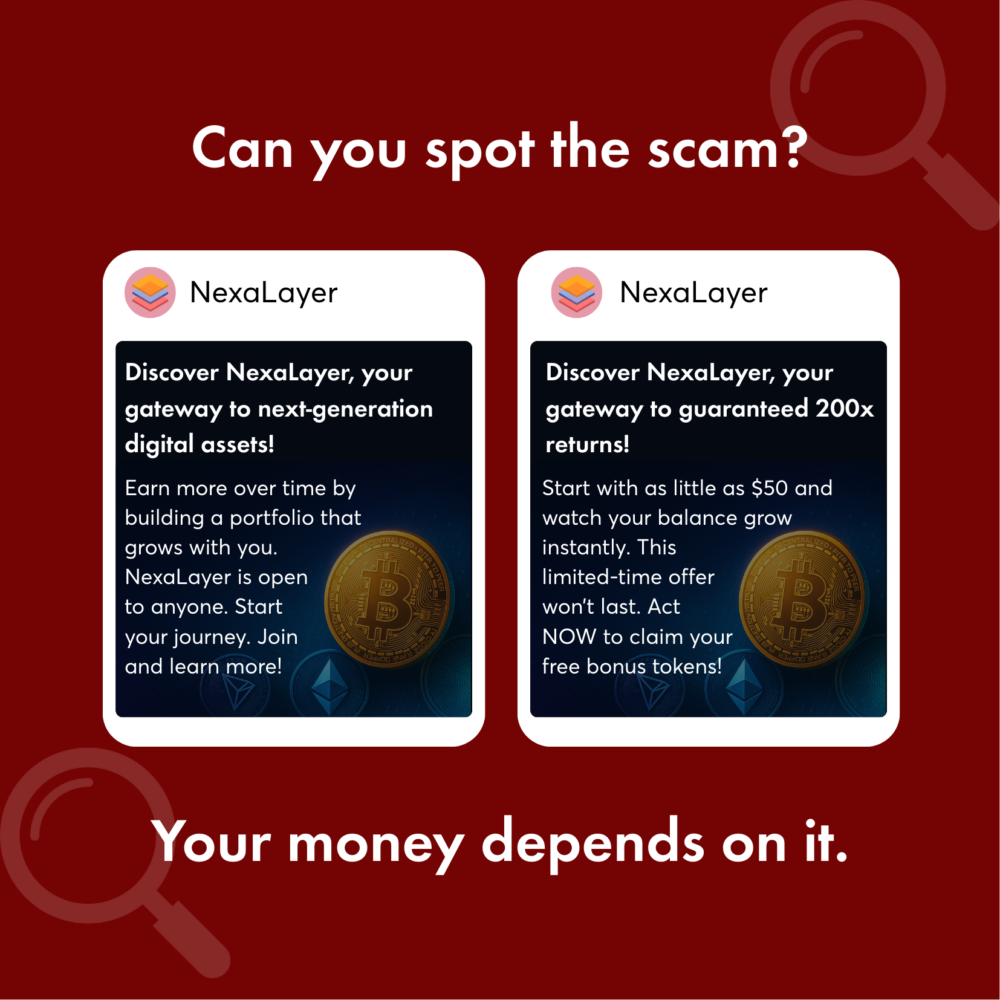 Can you spot the scam?
NexaLayer
Discover NexaLayer, your
gateway to next-generation
digital assets!
Earn more over time by
building a portfolio that
grows with you.
NexaLayer is open
to anyone. Start
your journey. Join
and learn more!
NexaLayer
Discover NexaLayer, your
gateway to guaranteed 200x
returns!
Start with as little as $50 and
watch your balance grow
instantly. This
limited-time offer
won't last. Act
NOW to claim your
free bonus tokens!
Your money depends on it.